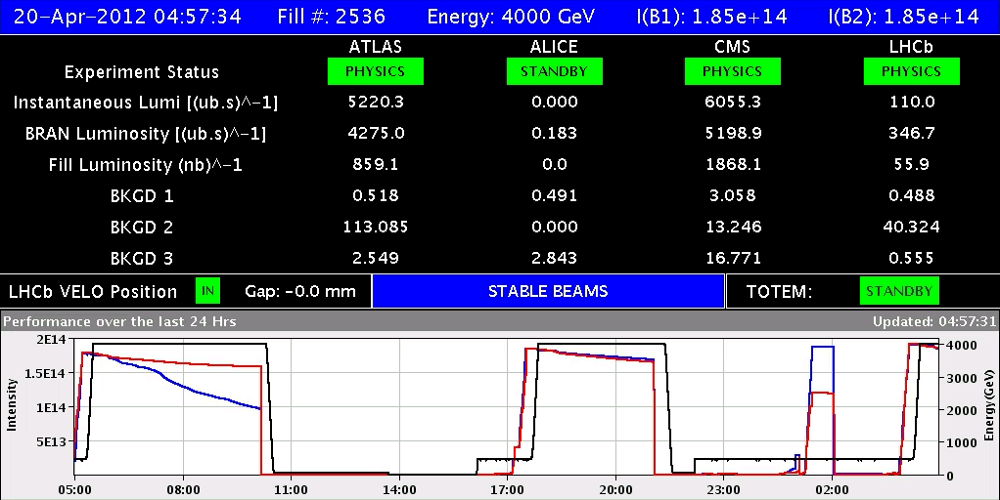 20-Apr-2012 04:57:34 Fill #: 2536 Energy: 4000 GeV I(B1): 1.85e+14 I(B2): 1.85e+14
ATLAS ALICE CMS LHCb
Experiment Status PHYSICS STANDBY PHYSICS PHYSICS
Instantaneous Lumi [(ub.s)^-1] 5220.3 0.000 6055.3 110.0
BRAN Luminosity [(ub.s)^-1] 4275.0 0.183 5198.9 346.7
Fill Luminosity (nb)^-1 859.1 0.0 1868.1 55.9
BKGD 1 0.518 0.491 3.058 0.488
BKGD 2 113.085 0.000 13.246 40.324
BKGD 3 2.549 2.843 16.771 0.555
LHCb VELO Position IN Gap: -0.0 mm STABLE BEAMS TOTEM: STANDBY
Performance over the last 24 Hrs Updated: 04:57:31
2E14 4000
1.5E14 3000
1E14 2000
5E13 1000
0
Intensity
Energy(GeV)
05:00 08:00 11:00 14:00 17:00 20:00 23:00 02:00